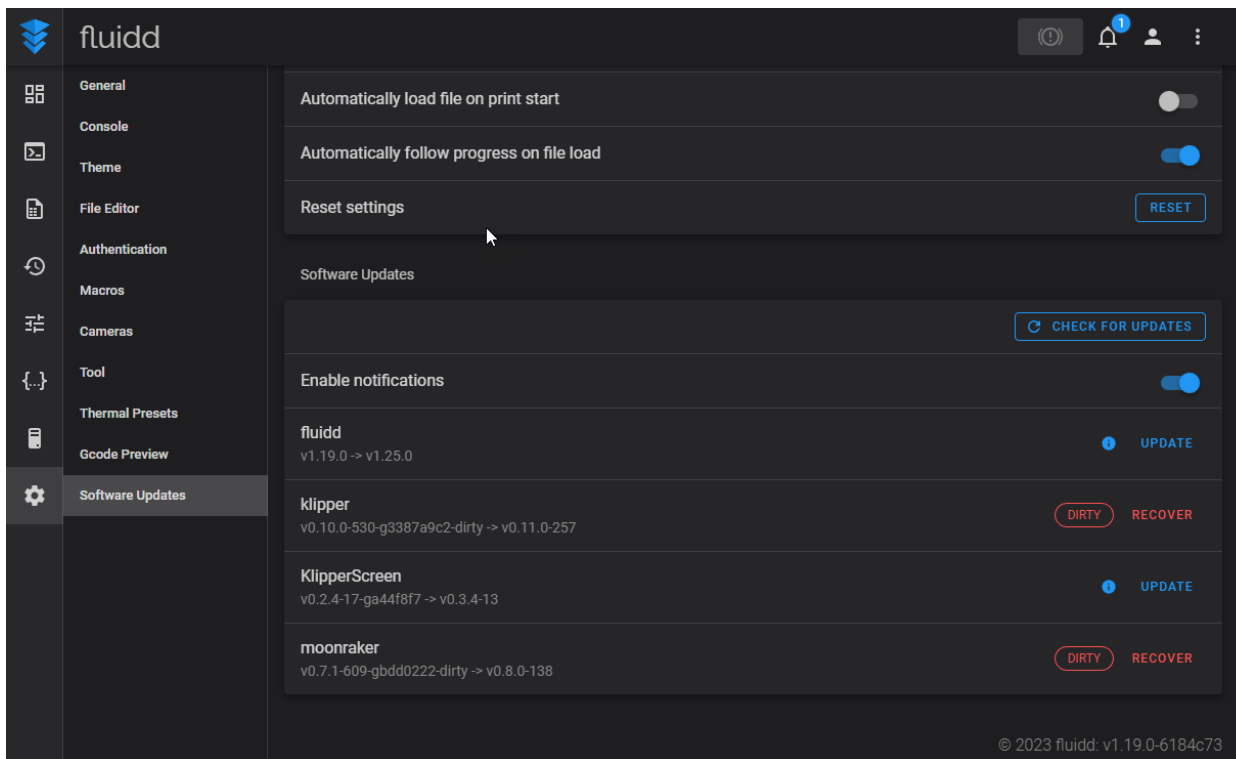 fluidd
1
General
Console
Theme
File Editor
Authentication
Macros
Cameras
Tool
Thermal Presets
Gcode Preview
Software Updates
Automatically load file on print start
Automatically follow progress on file load
Reset settings
RESET
Software Updates
CHECK FOR UPDATES
Enable notifications
fluidd
v1.19.0 -> v1.25.0
UPDATE
klipper
v0.10.0-530-g3387a9c2-dirty -> v0.11.0-257
DIRTY RECOVER
KlipperScreen
v0.2.4-17-ga44f8f7 -> v0.3.4-13
UPDATE
moonraker
v0.7.1-609-gbdd0222-dirty -> v0.8.0-138
DIRTY RECOVER
© 2023 fluidd: v1.19.0-6184c73